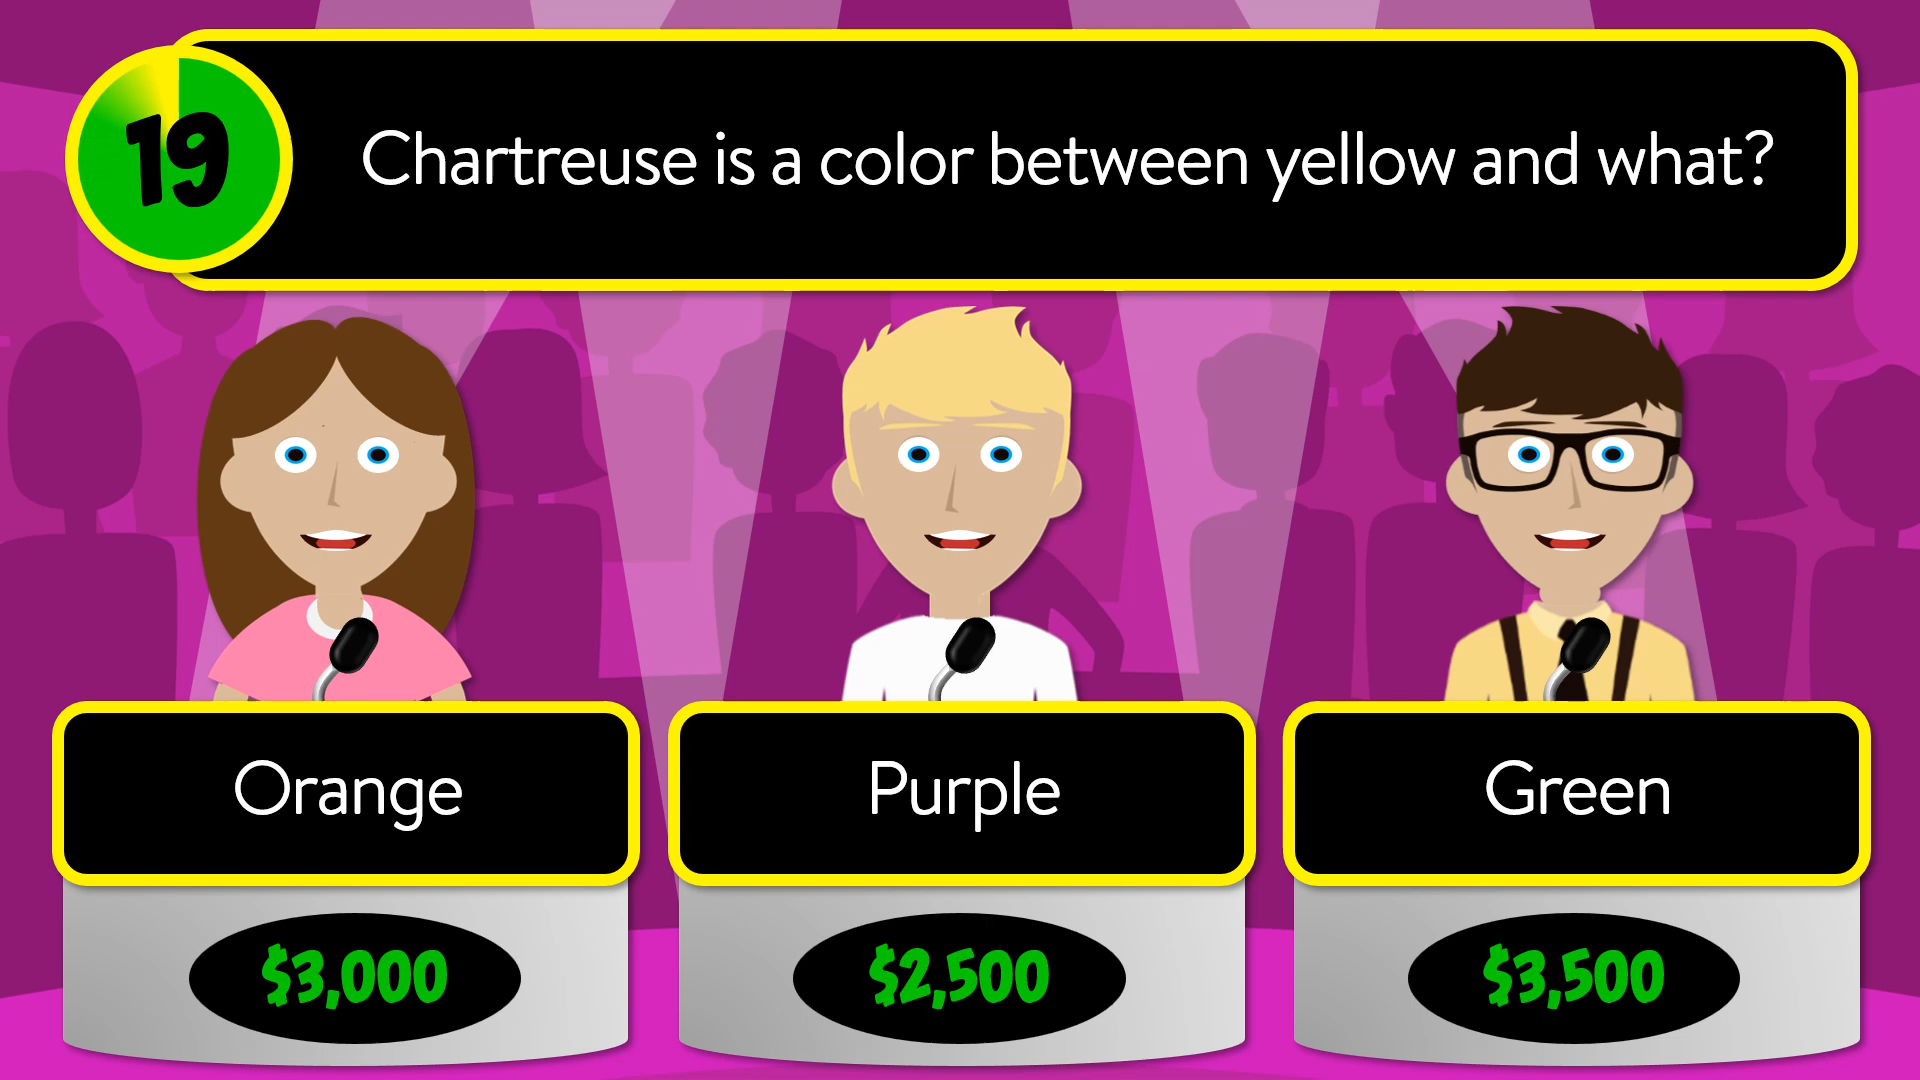 19
Chartreuse is a color between yellow and what?
Orange
Purple
Green
$3,000
$2,500
$3,500